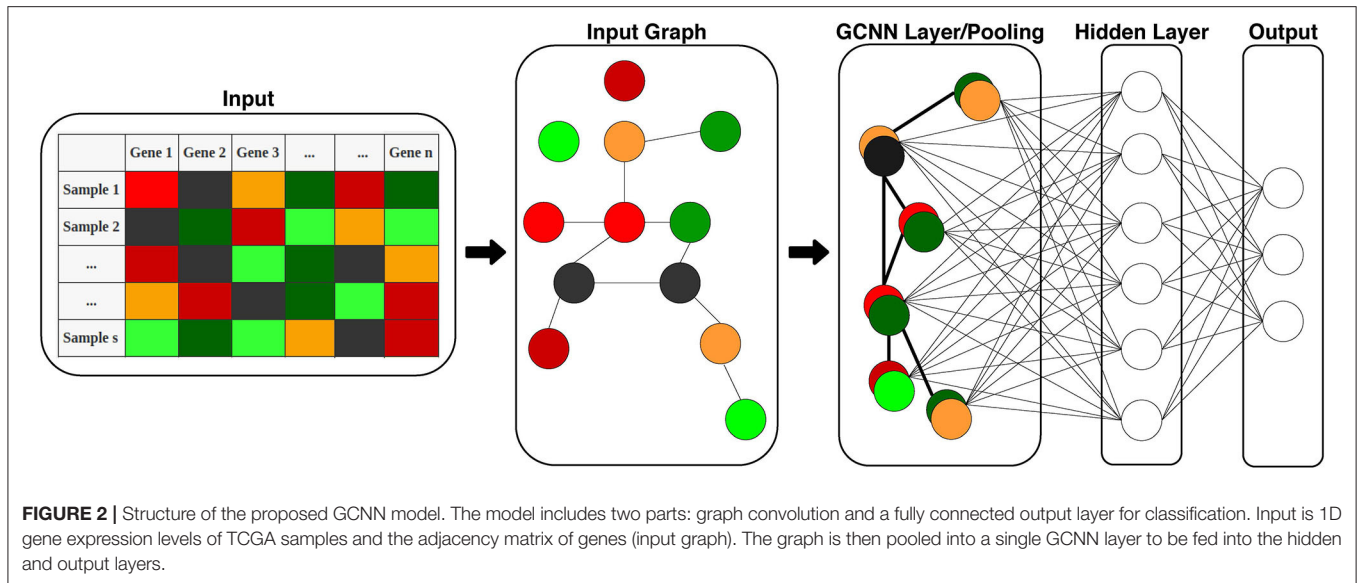 Input
Input Graph
GCNN Layer/Pooling
Hidden Layer
Output
Gene 1 Gene 2 Gene 3 ... ... Gene n
Sample 1
Sample 2
...
...
Sample s
FIGURE 2 | Structure of the proposed GCNN model. The model includes two parts: graph convolution and a fully connected output layer for classification. Input is 1D
gene expression levels of TCGA samples and the adjacency matrix of genes (input graph). The graph is then pooled into a single GCNN layer to be fed into the hidden
and output layers.